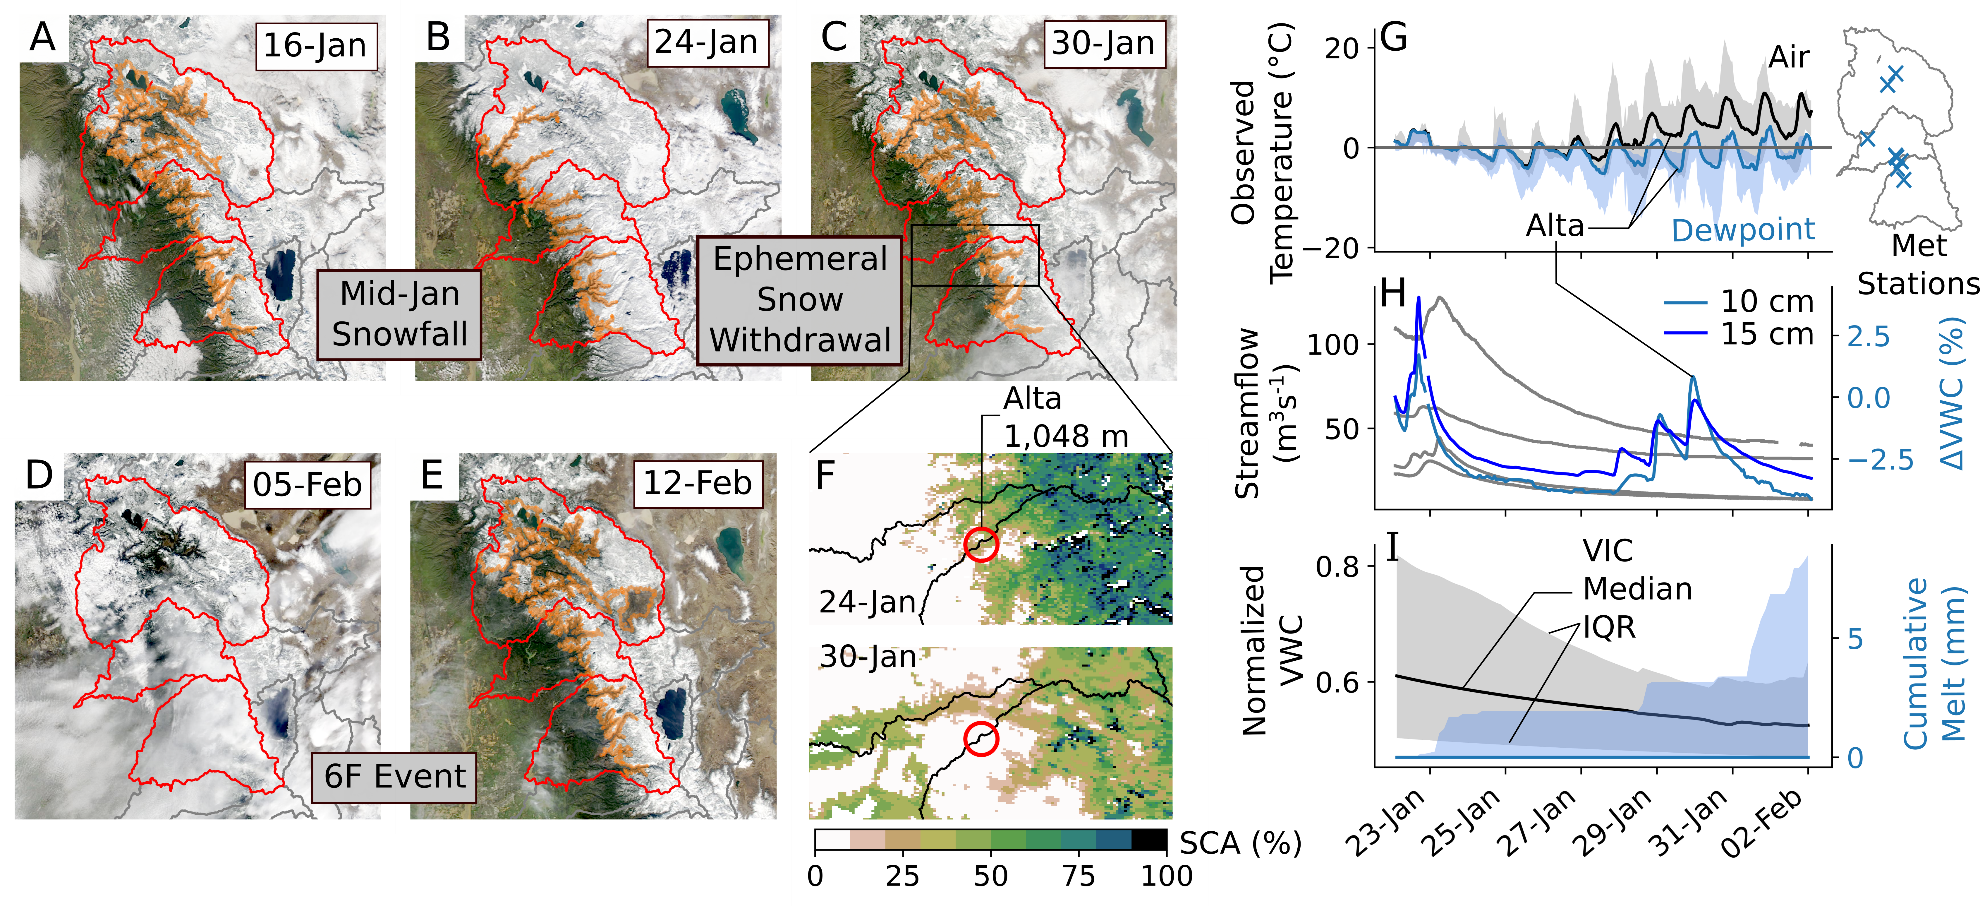 A
16-Jan
B
24-Jan
C
30-Jan
Mid-Jan
Snowfall
Ephemeral
Snow
Withdrawal
D
05-Feb
E
12-Feb
6F Event
Alta
1,048 m
F
24-Jan
30-Jan
SCA (%)
0
25
50
75
100
G
Observed
Temperature (°C)
20
0
−20
Air
Dewpoint
Alta
Met
Stations
H
Streamflow
(m³s⁻¹)
100
50
10 cm
15 cm
2.5
0.0
−2.5
ΔVWC (%)
I
Normalized
VWC
0.8
0.6
VIC
Median
IQR
5
0
Cumulative
Melt (mm)
23-Jan
25-Jan
27-Jan
29-Jan
31-Jan
02-Feb